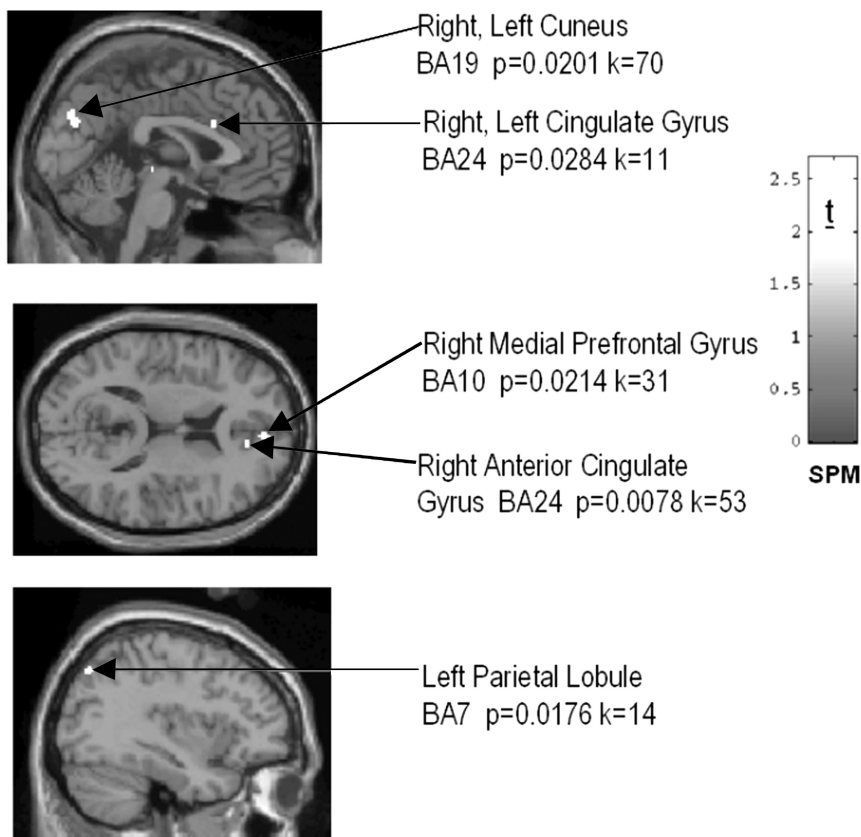 Right, Left Cuneus
BA19 p=0.0201 k=70
Right, Left Cingulate Gyrus
BA24 p=0.0284 k=11
2.5
t
2
1.5
1
0.5
0
SPM
Right Medial Prefrontal Gyrus
BA10 p=0.0214 k=31
Right Anterior Cingulate
Gyrus BA24 p=0.0078 k=53
Left Parietal Lobule
BA7 p=0.0176 k=14